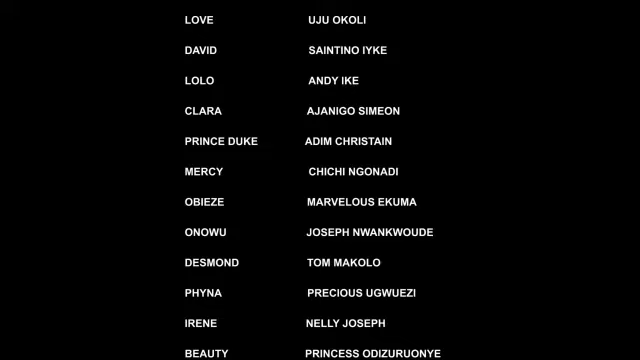 LOVE UJU OKOLI
DAVID SAINTINO IYKE
LOLO ANDY IKE
CLARA AJANIGO SIMEON
PRINCE DUKE ADIM CHRISTAIN
MERCY CHICHI NGONADI
OBIEZE MARVELOUS EKUMA
ONOWU JOSEPH NWANKWOUDE
DESMOND TOM MAKOLO
PHYNA PRECIOUS UGWUEZI
IRENE NELLY JOSEPH
BEAUTY PRINCESS ODIZURUONYE